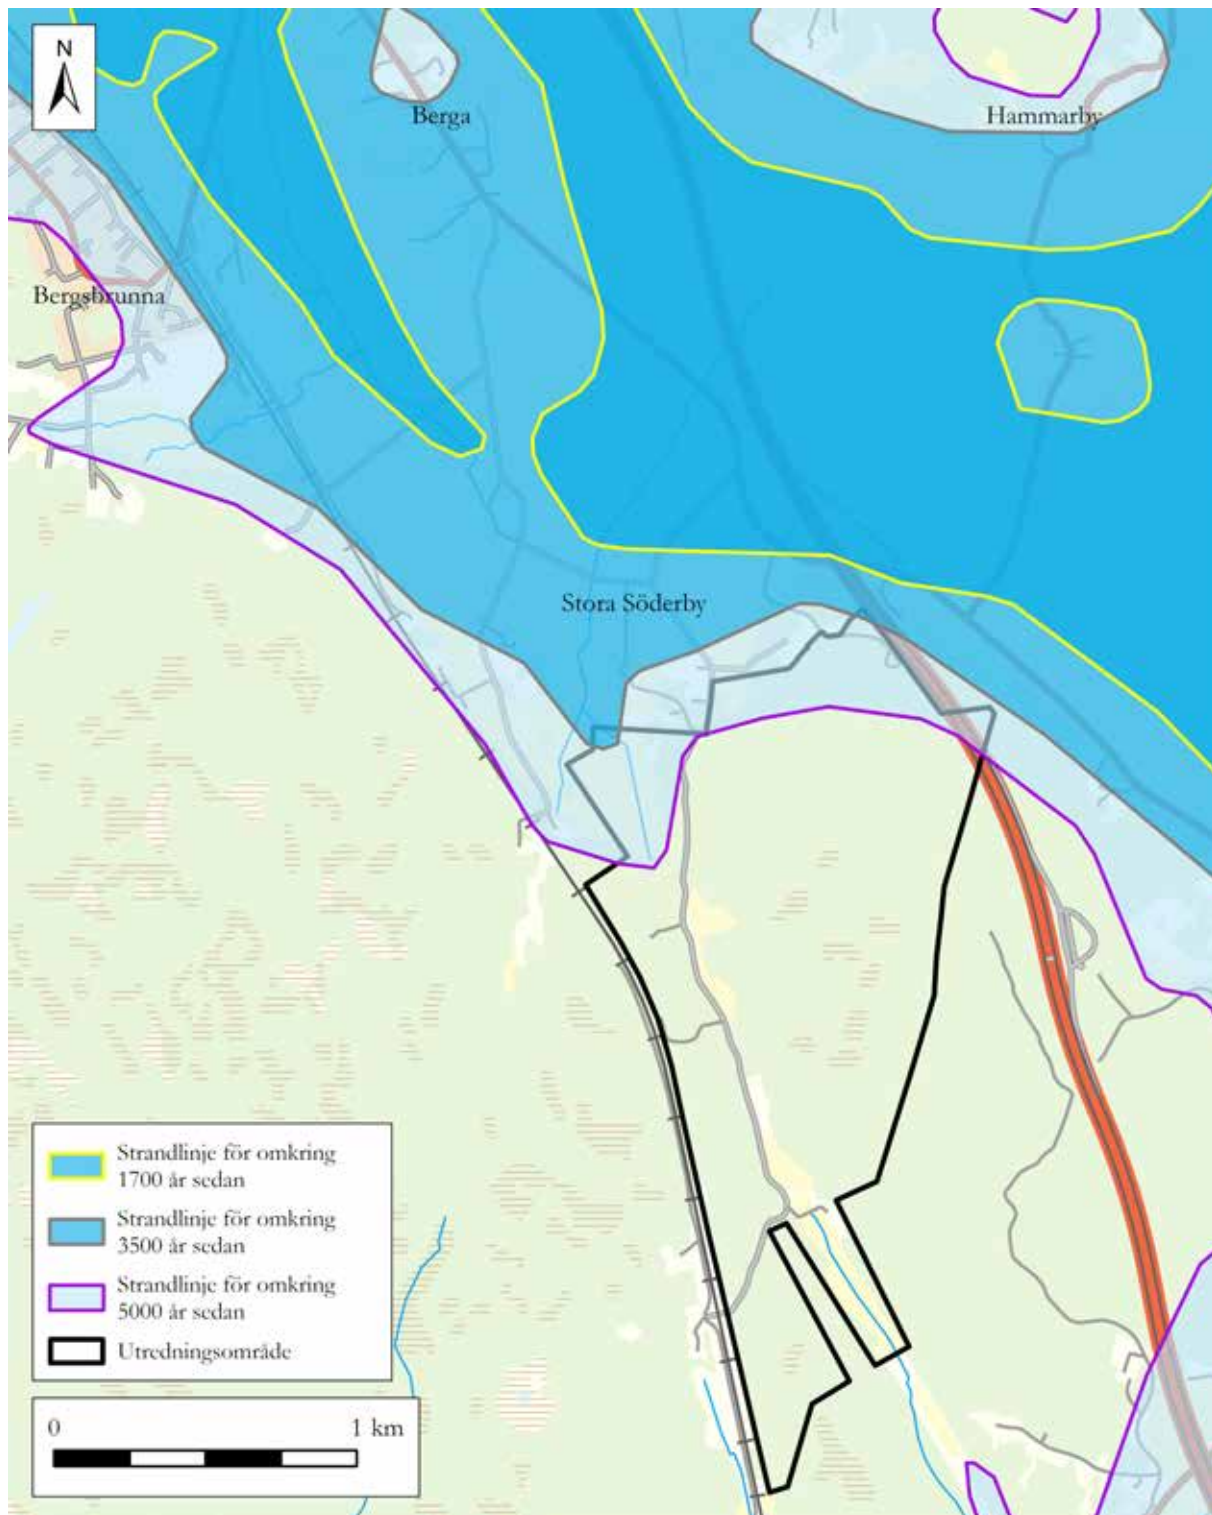 N
Berga
Hammarby
Bergsbrunna
Stora Söderby
Strandlinje för omkring
1700 år sedan
Strandlinje för omkring
3500 år sedan
Strandlinje för omkring
5000 år sedan
Utredningsområde
0 1 km